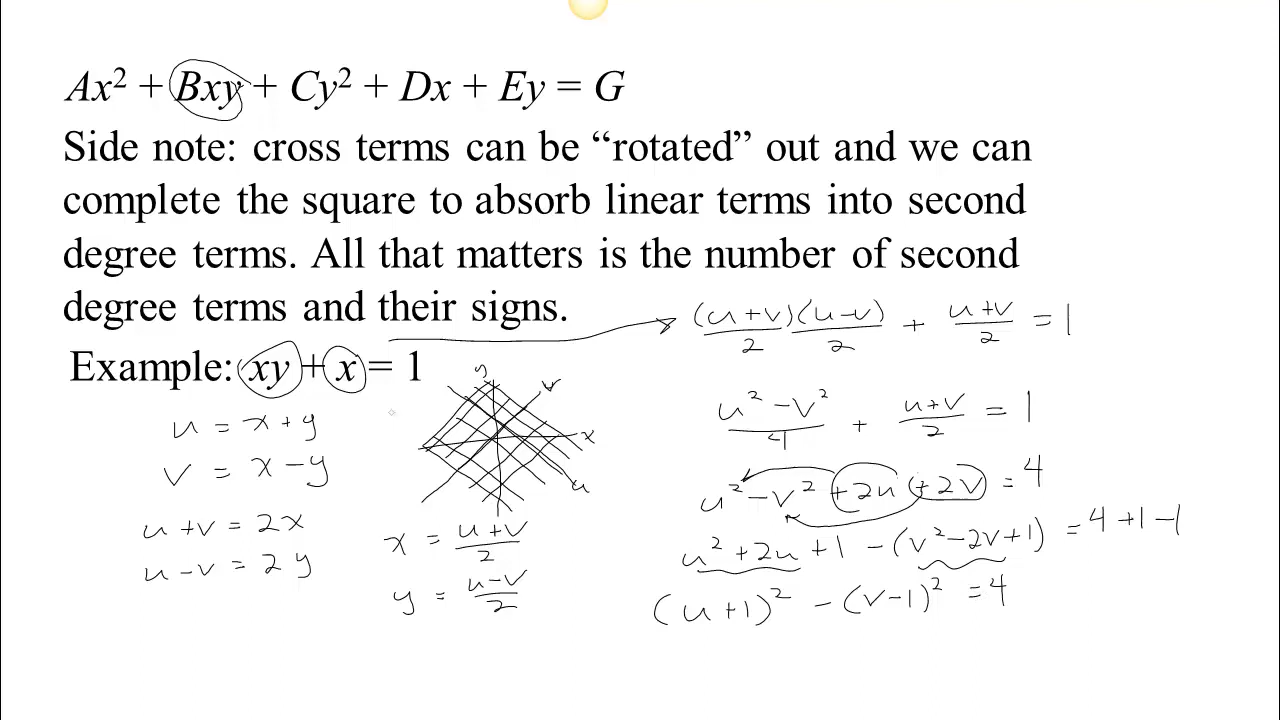 Ax² + Bxy + Cy² + Dx + Ey = G
Side note: cross terms can be “rotated” out and we can
complete the square to absorb linear terms into second
degree terms. All that matters is the number of second
degree terms and their signs.
Example: xy + x = 1
u = x + y
v = x - y
u + v = 2x
u - v = 2y
y
v
x
u
x = (u+v)/2
y = (u-v)/2
(u+v)/2 (u-v)/2 + (u+v)/2 = 1
(u² - v²)/4 + (u+v)/2 = 1
u² - v² + 2u + 2v = 4
u² + 2u + 1 - (v² - 2v + 1) = 4 + 1 - 1
(u+1)² - (v-1)² = 4